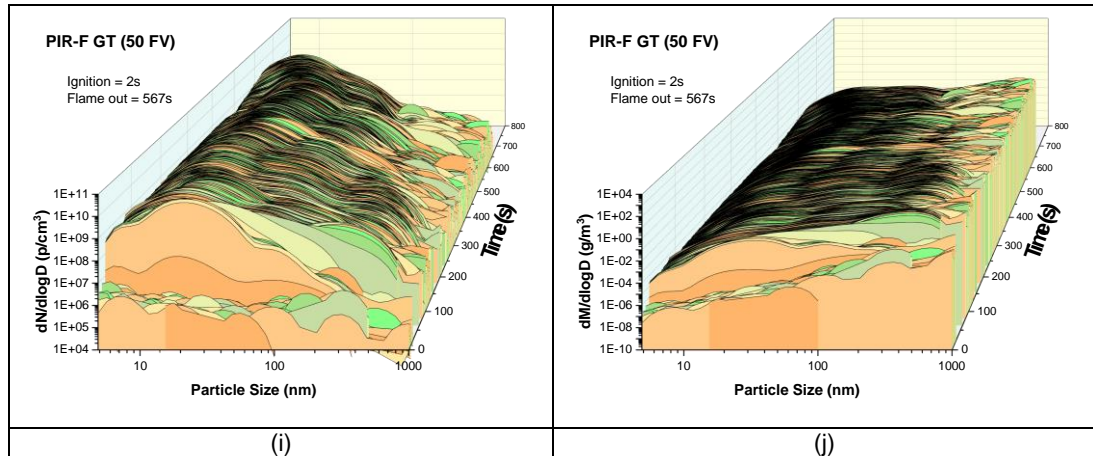 PIR-F GT (50 FV)
Ignition = 2s
Flame out = 567s
1E+11
1E+10
1E+09
1E+08
1E+07
1E+06
1E+05
1E+04
dN/dlogD (p/cm³)
10
100
1000
Particle Size (nm)
0
100
200
300
400
500
600
700
800
Time (s)
(i)
PIR-F GT (50 FV)
Ignition = 2s
Flame out = 567s
1E+04
1E+02
1E+00
1E-02
1E-04
1E-06
1E-08
1E-10
dM/dlogD (g/m³)
10
100
1000
Particle Size (nm)
0
100
200
300
400
500
600
700
800
Time (s)
(j)